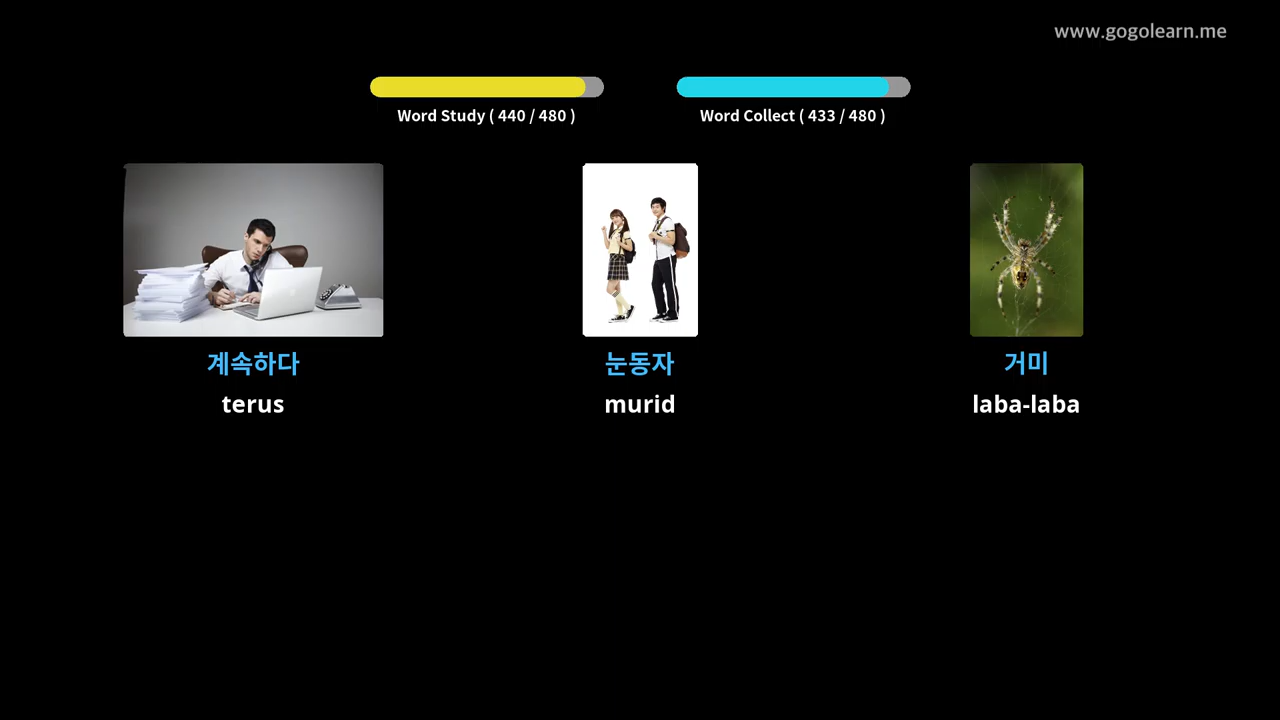 www.gogolearn.me
Word Study ( 440 / 480 )
Word Collect ( 433 / 480 )
계속하다
terus
눈동자
murid
거미
laba-laba